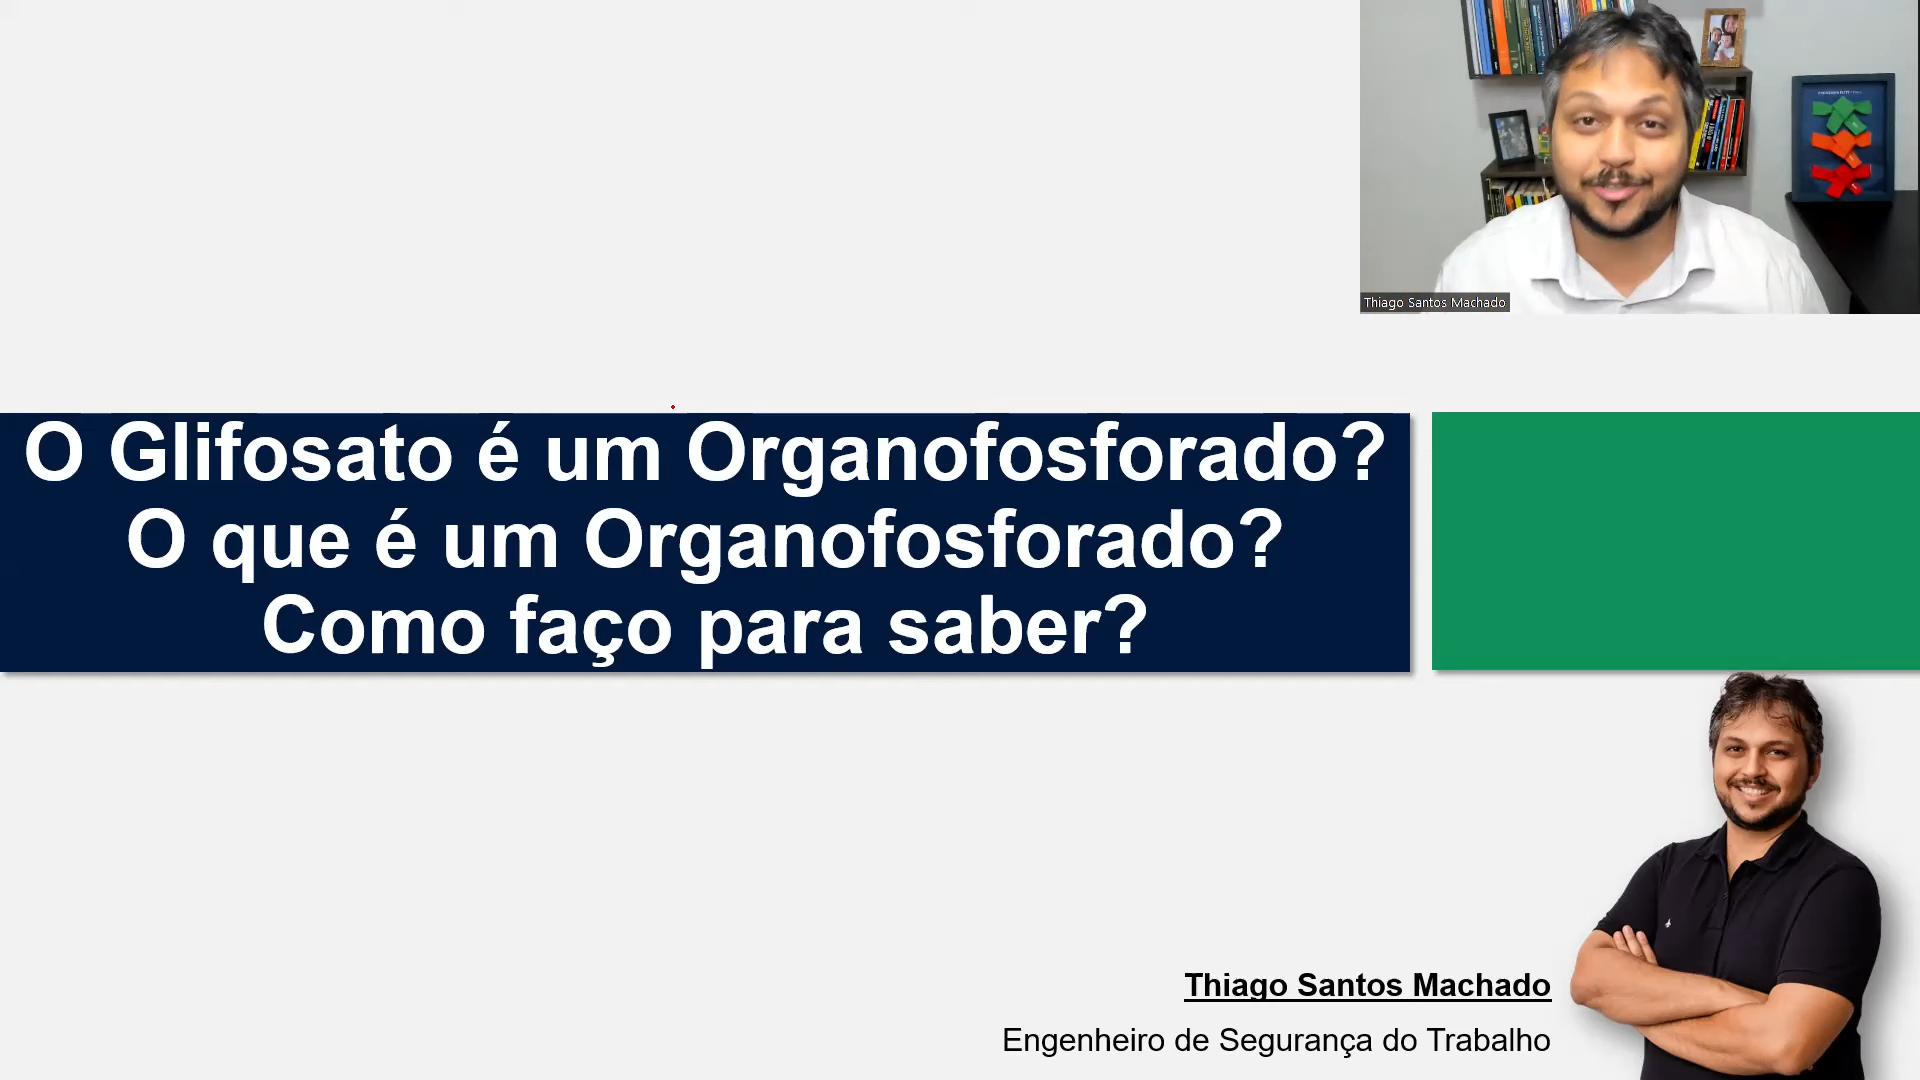 Thiago Santos Machado
O Glifosato é um Organofosforado?
O que é um Organofosforado?
Como faço para saber?
Thiago Santos Machado
Engenheiro de Segurança do Trabalho